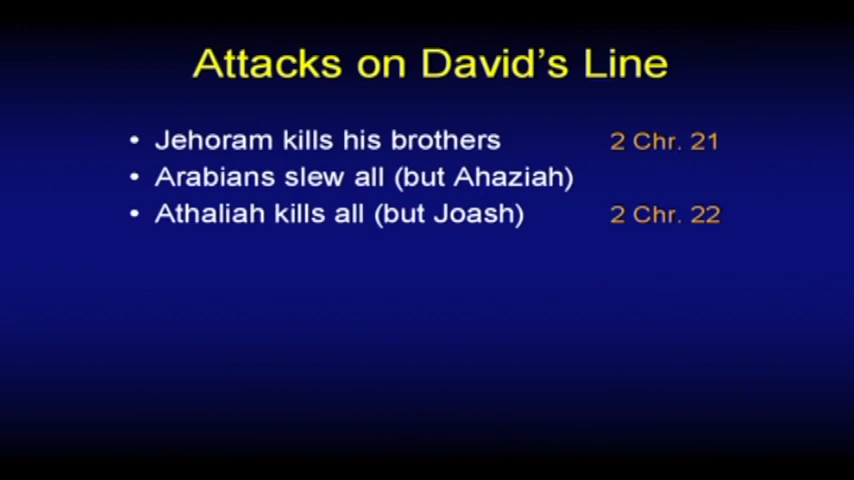 Attacks on David's Line
• Jehoram kills his brothers 2 Chr. 21
• Arabians slew all (but Ahaziah)
• Athaliah kills all (but Joash) 2 Chr. 22